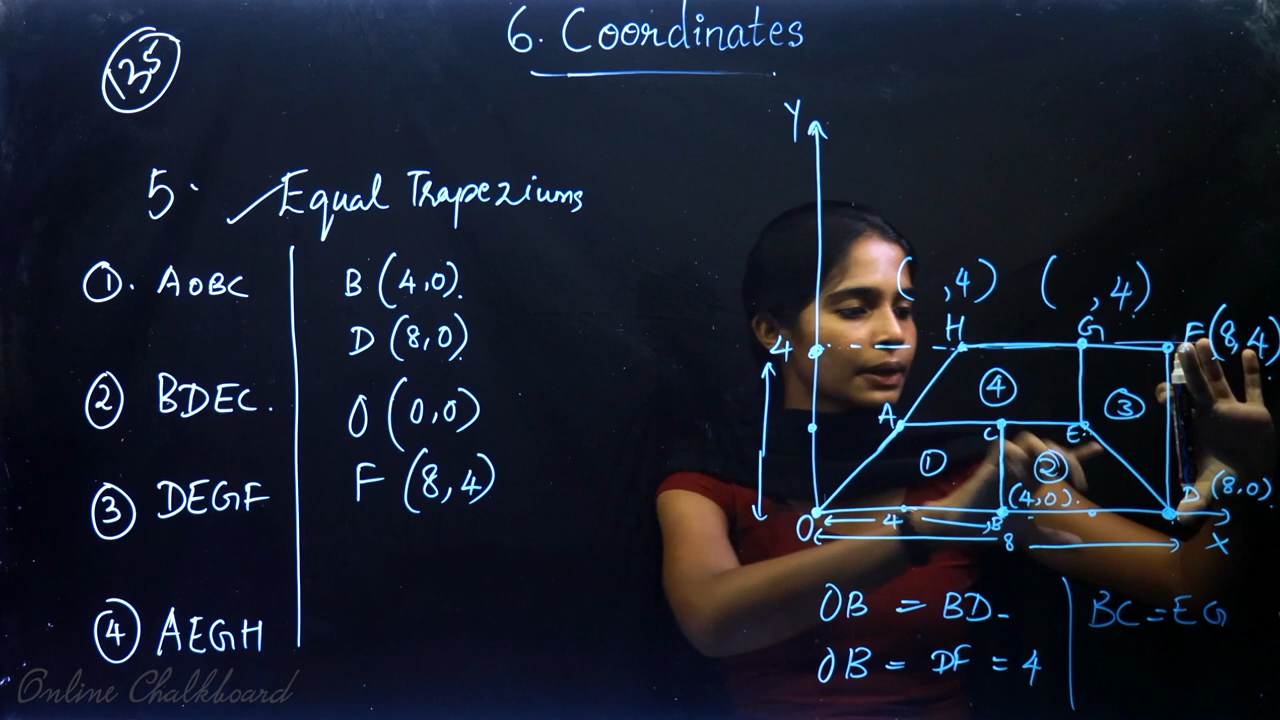 6. Coordinates
135
5. Equal Trapeziums
① . AOBC
B (4,0).
② BDEC.
D (8,0)
O (0,0)
③ DEGF
F (8,4)
④ AEGH
Y
( ,4) ( ,4)
4 H G F (8,4)
④
③
A C E
① ②
(4,0). D (8,0)
O 4 B
8 X
OB = BD
BC = EG
OB = DF = 4
Online Chalkboard